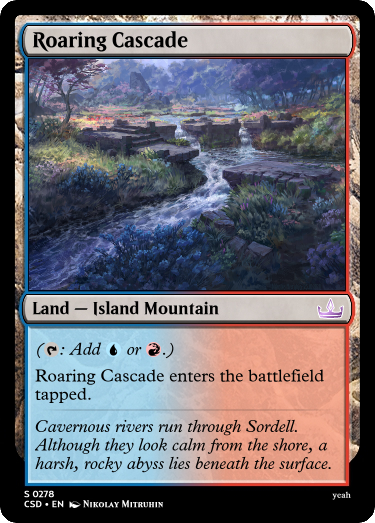 Roaring Cascade
Land — Island Mountain
(: Add or .)
Roaring Cascade enters the battlefield
tapped.
Cavernous rivers run through Sordell.
Although they look calm from the shore, a
harsh, rocky abyss lies beneath the surface.
S 0278
CSD • EN Nikolay Mitruhin
yeah